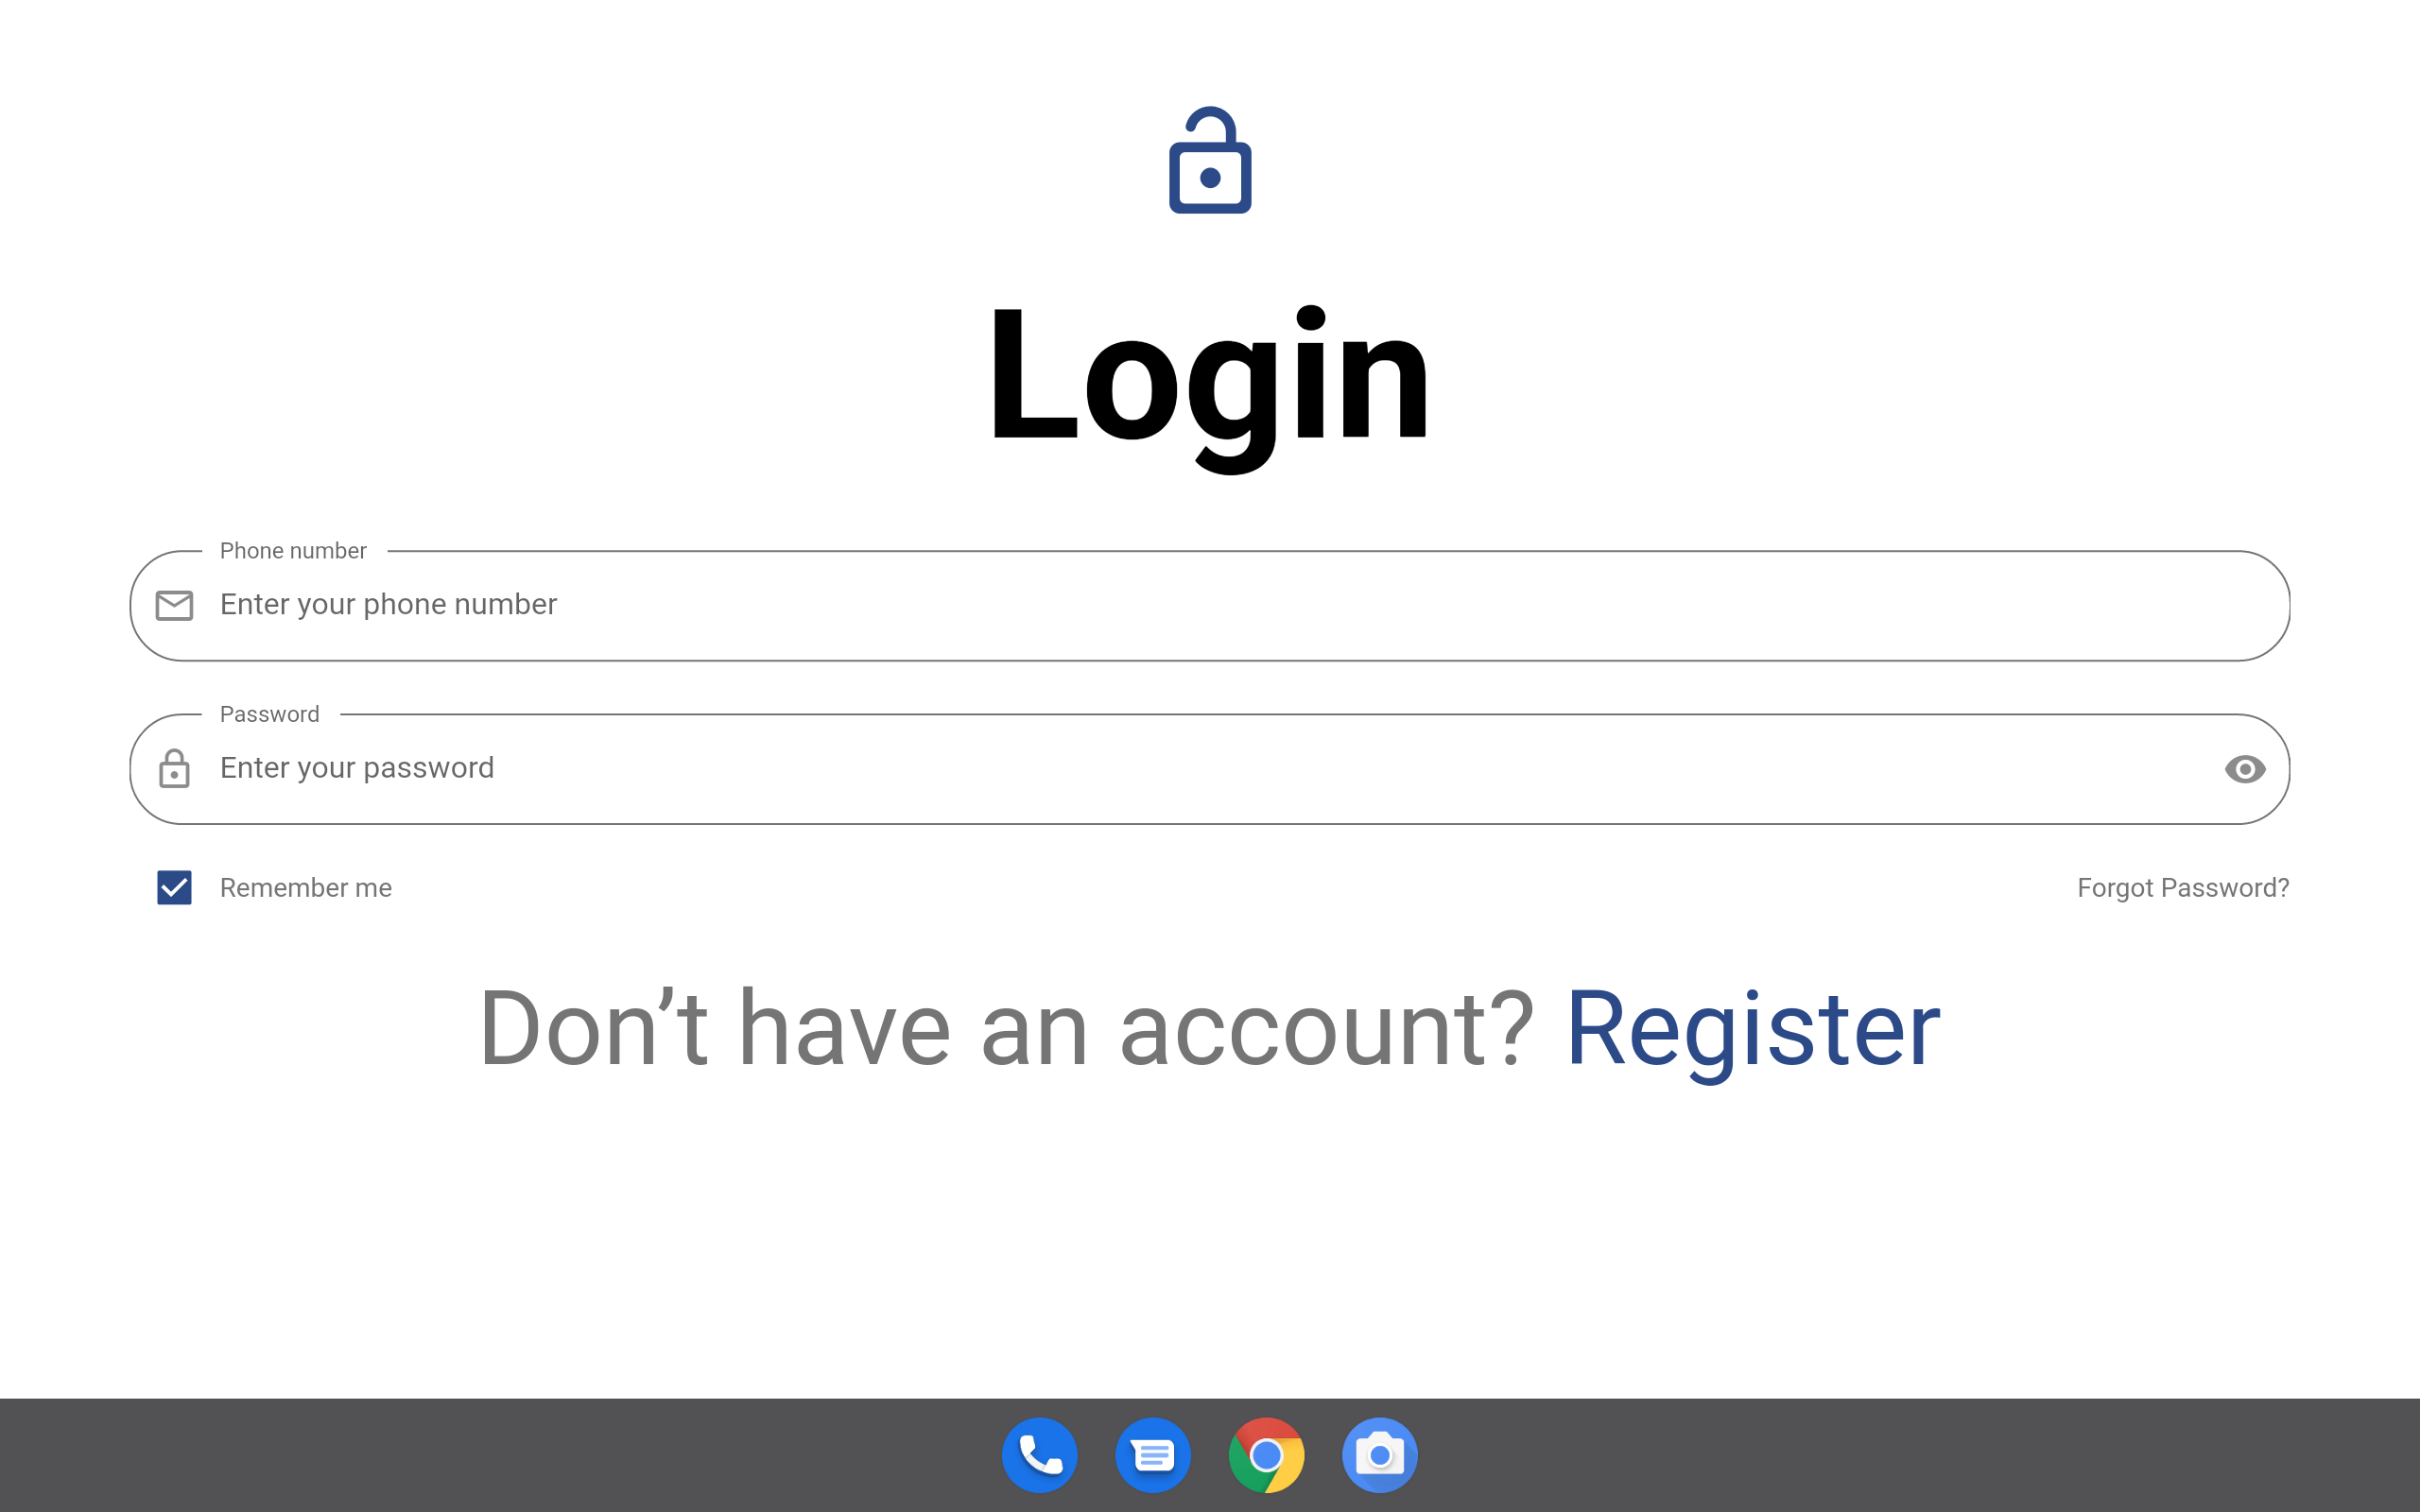 Login
Phone number
Enter your phone number
Password
Enter your password
Remember me
Forgot Password?
Don’t have an account? Register